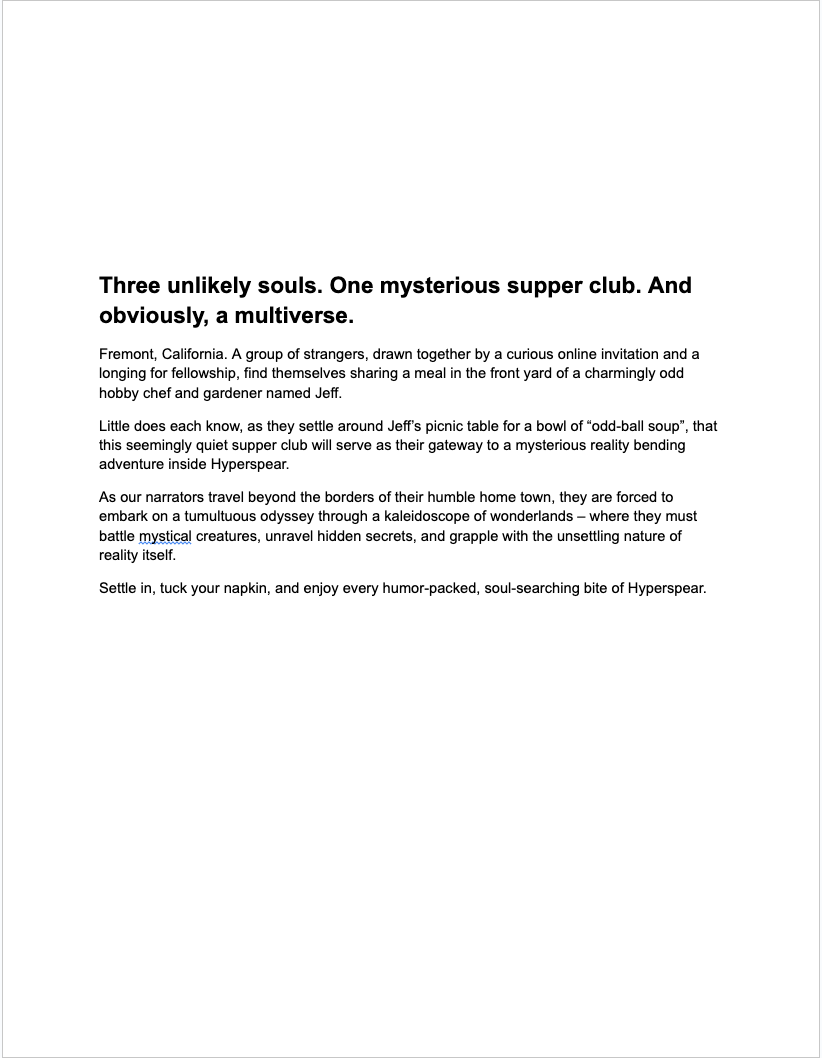 Three unlikely souls. One mysterious supper club. And
obviously, a multiverse.
Fremont, California. A group of strangers, drawn together by a curious online invitation and a
longing for fellowship, find themselves sharing a meal in the front yard of a charmingly odd
hobby chef and gardener named Jeff.
Little does each know, as they settle around Jeff’s picnic table for a bowl of “odd-ball soup”, that
this seemingly quiet supper club will serve as their gateway to a mysterious reality bending
adventure inside Hyperspear.
As our narrators travel beyond the borders of their humble home town, they are forced to
embark on a tumultuous odyssey through a kaleidoscope of wonderlands – where they must
battle mystical creatures, unravel hidden secrets, and grapple with the unsettling nature of
reality itself.
Settle in, tuck your napkin, and enjoy every humor-packed, soul-searching bite of Hyperspear.